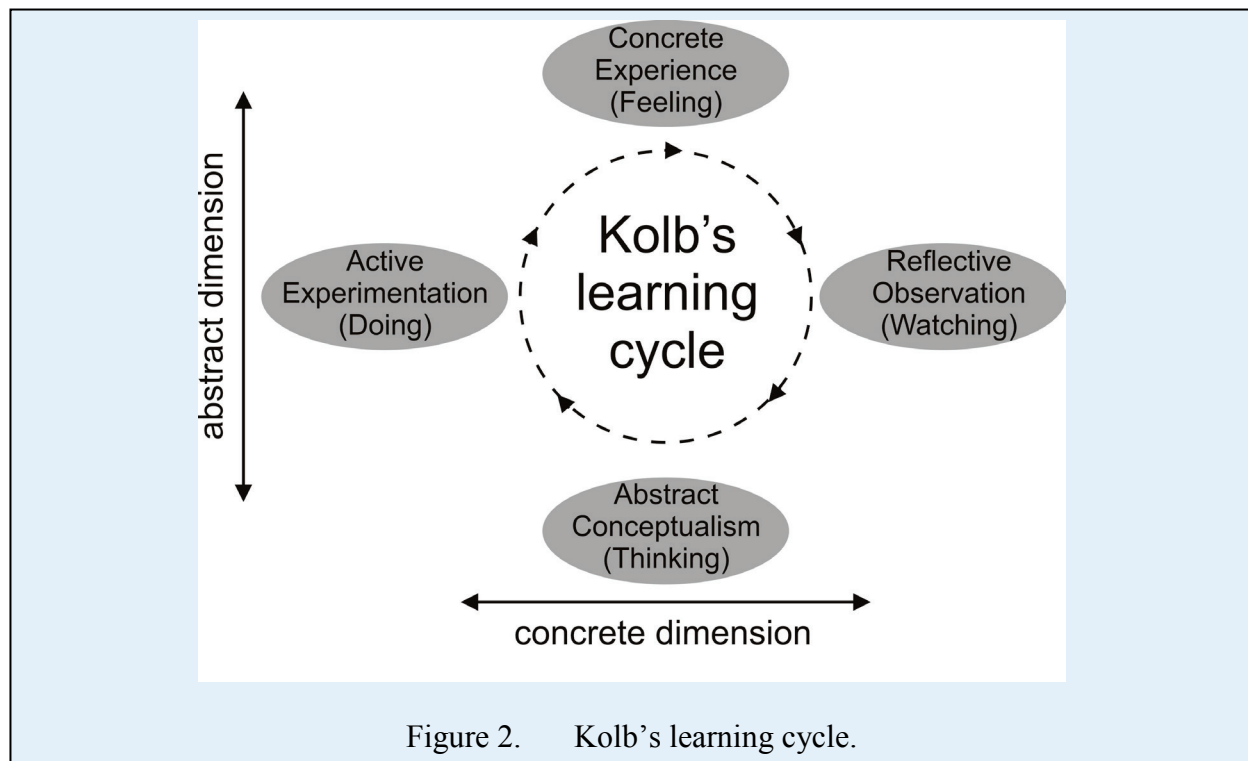 Concrete
Experience
(Feeling)
abstract dimension
Active
Experimentation
(Doing)
Kolb's
learning
cycle
Reflective
Observation
(Watching)
Abstract
Conceptualism
(Thinking)
concrete dimension
Figure 2. Kolb's learning cycle.